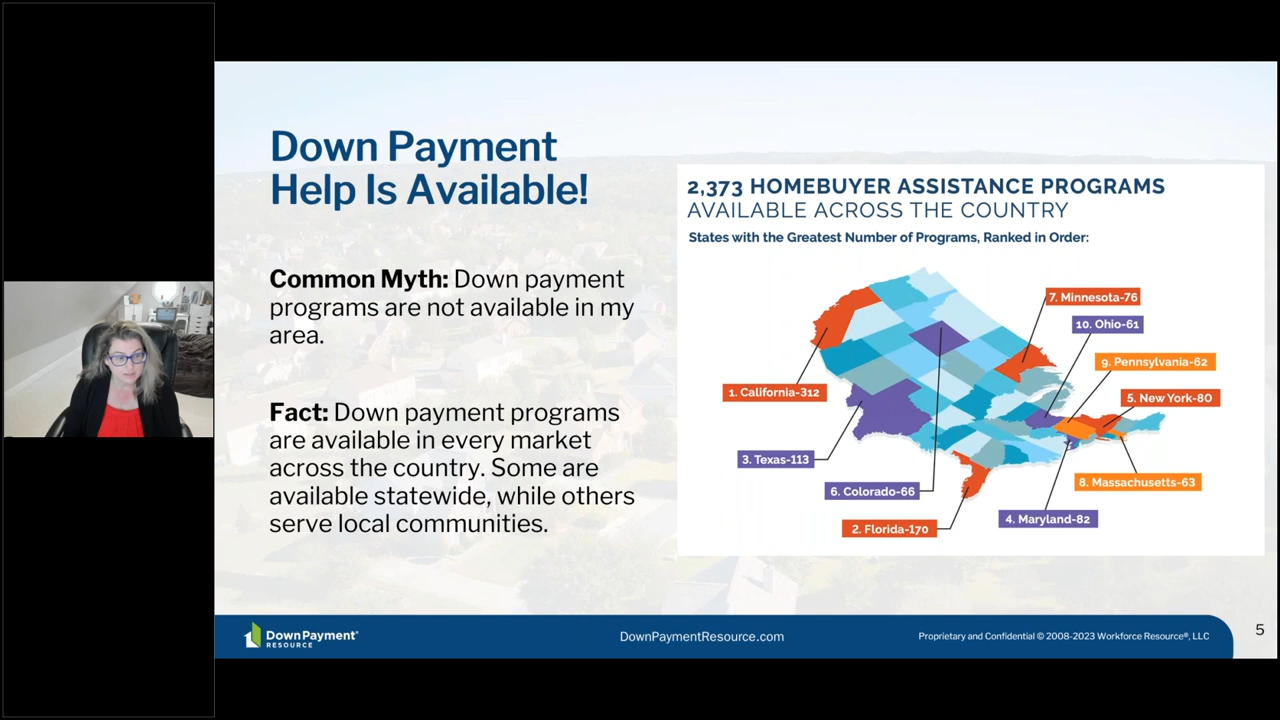 Down Payment
Help Is Available!
Common Myth: Down payment
programs are not available in my
area.
Fact: Down payment programs
are available in every market
across the country. Some are
available statewide, while others
serve local communities.
2,373 HOMEBUYER ASSISTANCE PROGRAMS
AVAILABLE ACROSS THE COUNTRY
States with the Greatest Number of Programs, Ranked in Order:
7. Minnesota-76
10. Ohio-61
9. Pennsylvania-62
1. California-312
5. New York-80
3. Texas-113
8. Massachusetts-63
6. Colorado-66
4. Maryland-82
2. Florida-170
Down Payment®
RESOURCE
DownPaymentResource.com
Proprietary and Confidential © 2008-2023 Workforce Resource®, LLC
5